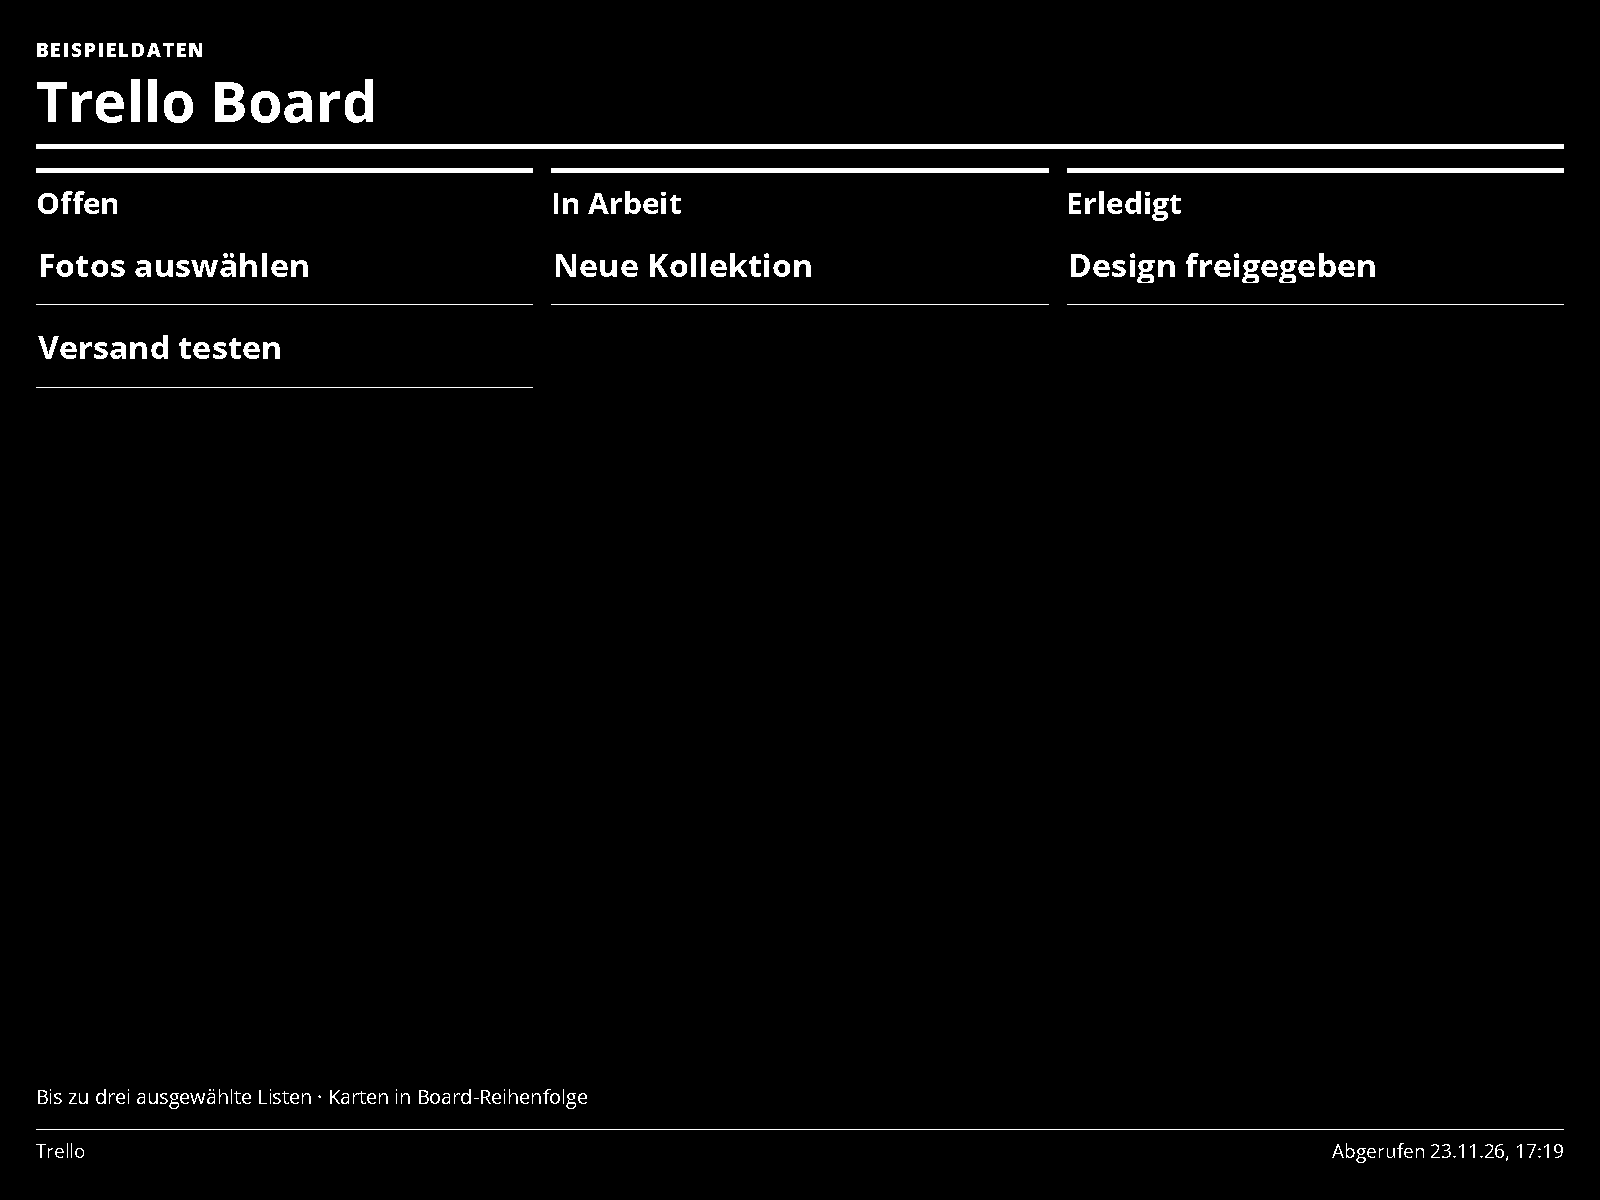 BEISPIELDATEN
Trello Board
Offen
Fotos auswählen
Versand testen
In Arbeit
Neue Kollektion
Erledigt
Design freigegeben
Bis zu drei ausgewählte Listen · Karten in Board-Reihenfolge
Trello
Abgerufen 23.11.26, 17:19